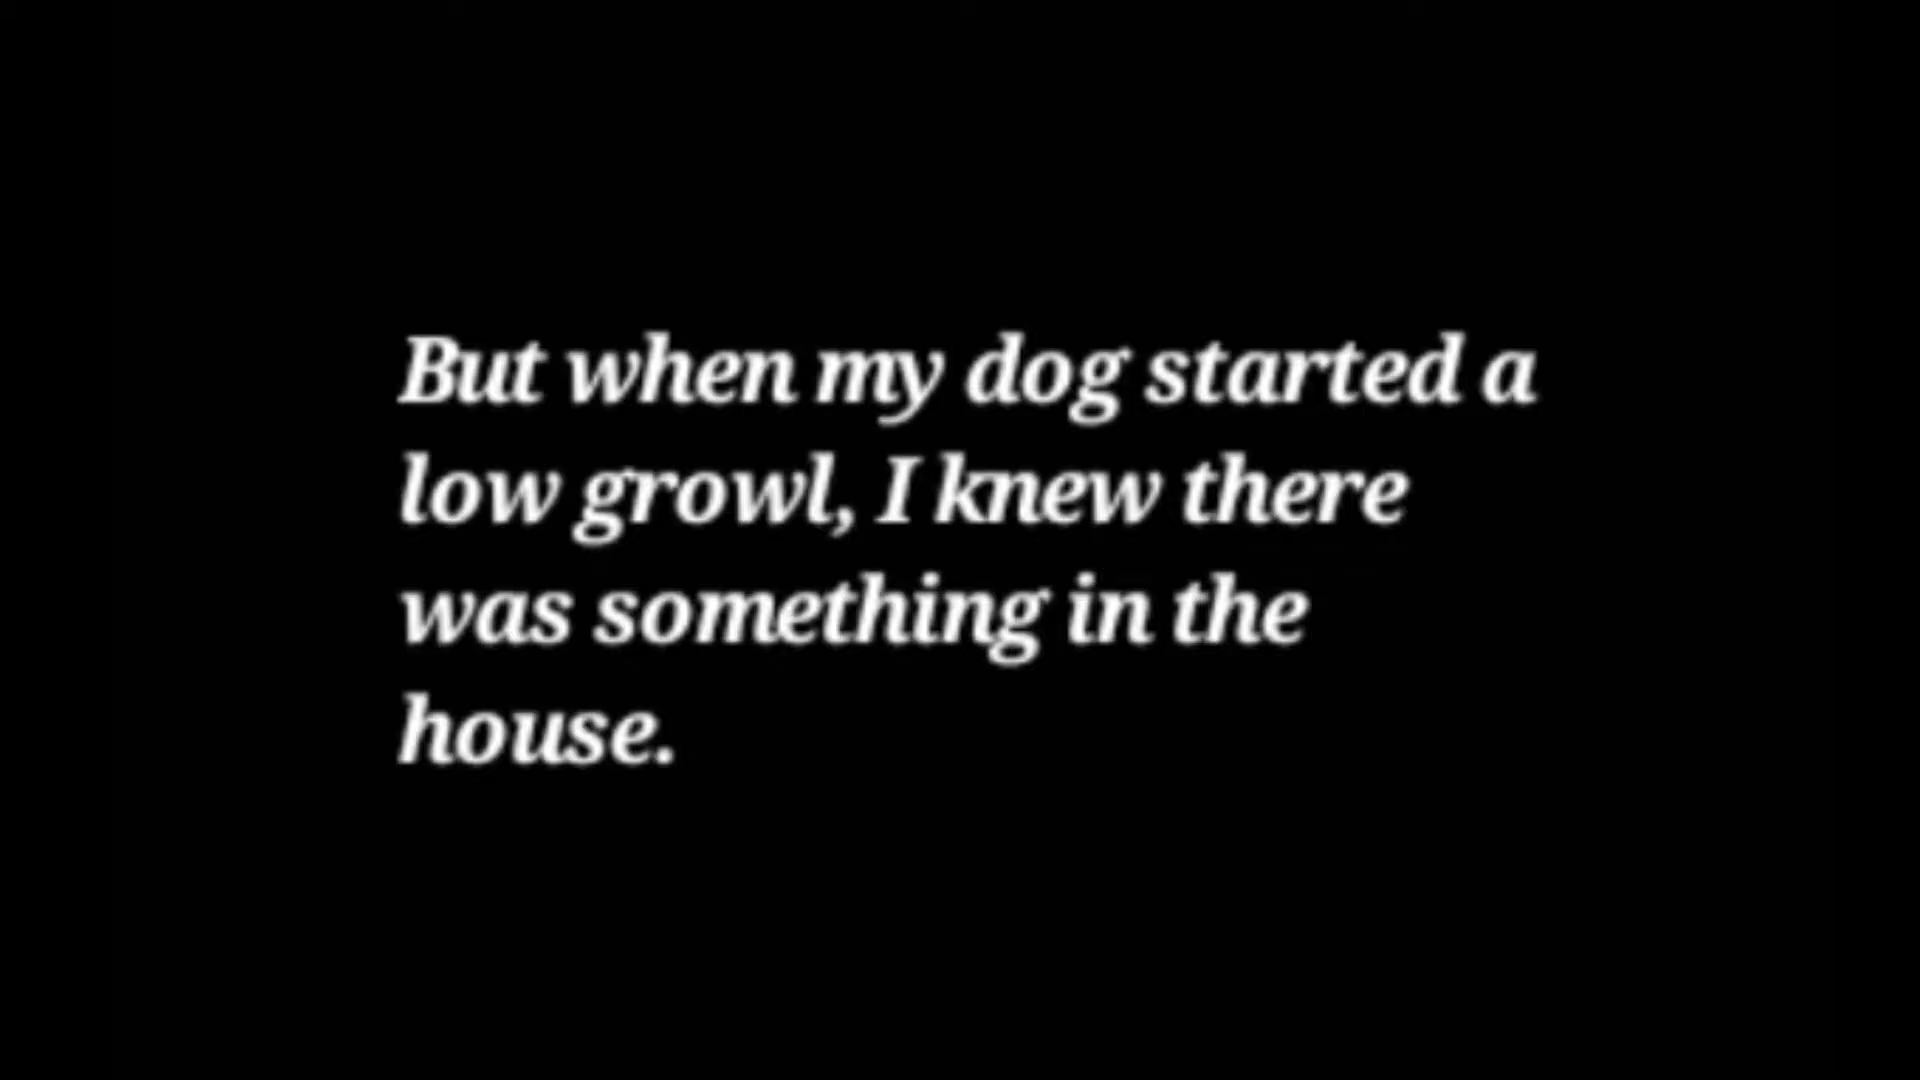 But when my dog started a
low growl, I knew there
was something in the
house.